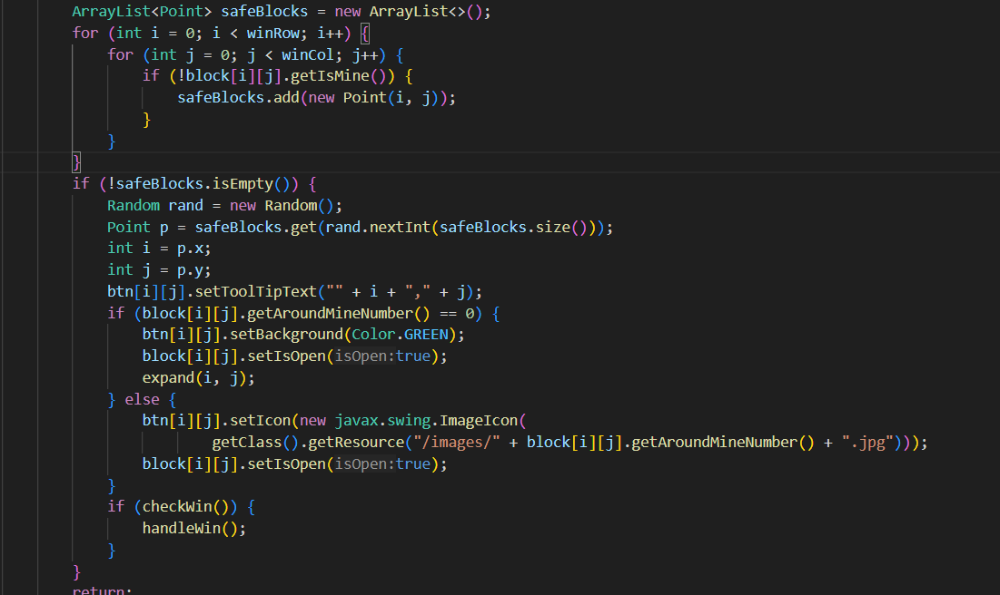 ArrayList<Point> safeBlocks = new ArrayList<>();
for (int i = 0; i < winRow; i++) {
for (int j = 0; j < winCol; j++) {
if (!block[i][j].getIsMine()) {
safeBlocks.add(new Point(i, j));
}
}
}
if (!safeBlocks.isEmpty()) {
Random rand = new Random();
Point p = safeBlocks.get(rand.nextInt(safeBlocks.size()));
int i = p.x;
int j = p.y;
btn[i][j].setToolTipText("" + i + "," + j);
if (block[i][j].getAroundMineNumber() == 0) {
btn[i][j].setBackground(Color.GREEN);
block[i][j].setIsOpen(isOpen:true);
expand(i, j);
} else {
btn[i][j].setIcon(new javax.swing.ImageIcon(
getClass().getResource("/images/" + block[i][j].getAroundMineNumber() + ".jpg")));
block[i][j].setIsOpen(isOpen:true);
}
if (checkWin()) {
handleWin();
}
}
return;